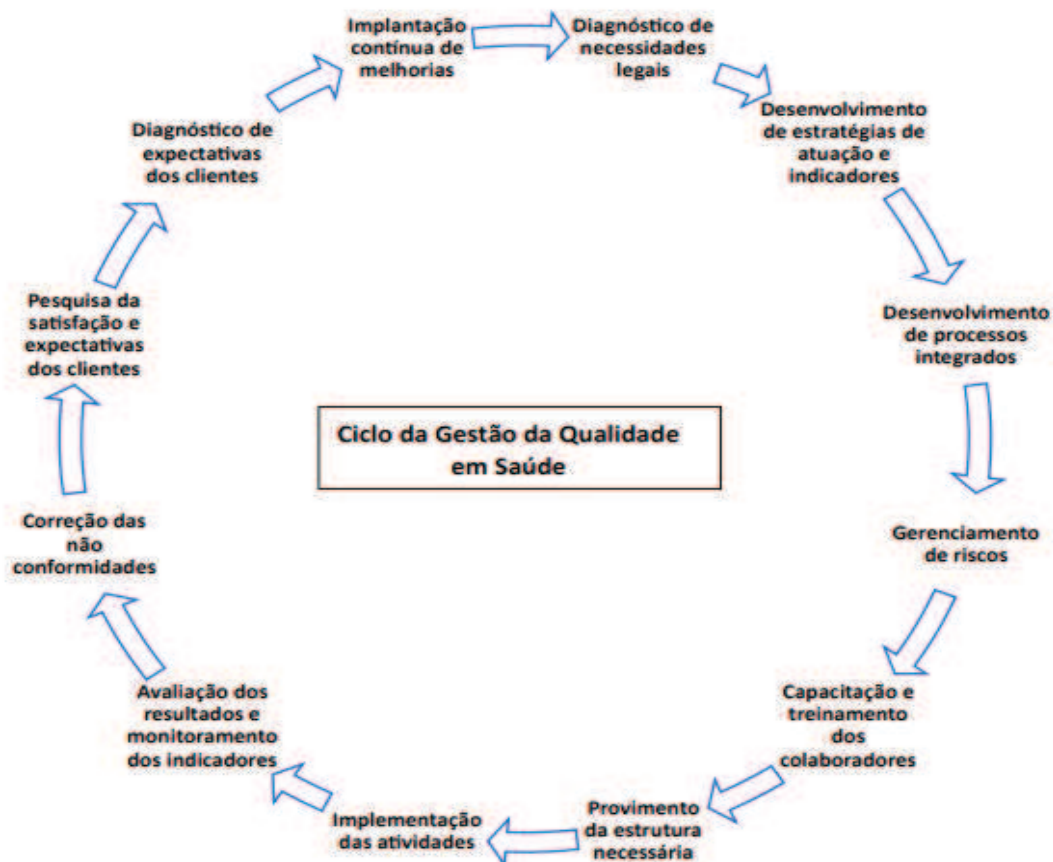 Implantação
contínua de
melhorias
Diagnóstico de
necessidades
legais
Desenvolvimento
de estratégias de
atuação e
indicadores
Desenvolvimento
de processos
integrados
Gerenciamento
de riscos
Capacitação e
treinamento
dos
colaboradores
Provimento
da estrutura
necessária
Implementação
das atividades
Avaliação dos
resultados e
monitoramento
dos indicadores
Correção das
não
conformidades
Pesquisa da
satisfação e
expectativas
dos clientes
Diagnóstico de
expectativas
dos clientes
Ciclo da Gestão da Qualidade
em Saúde